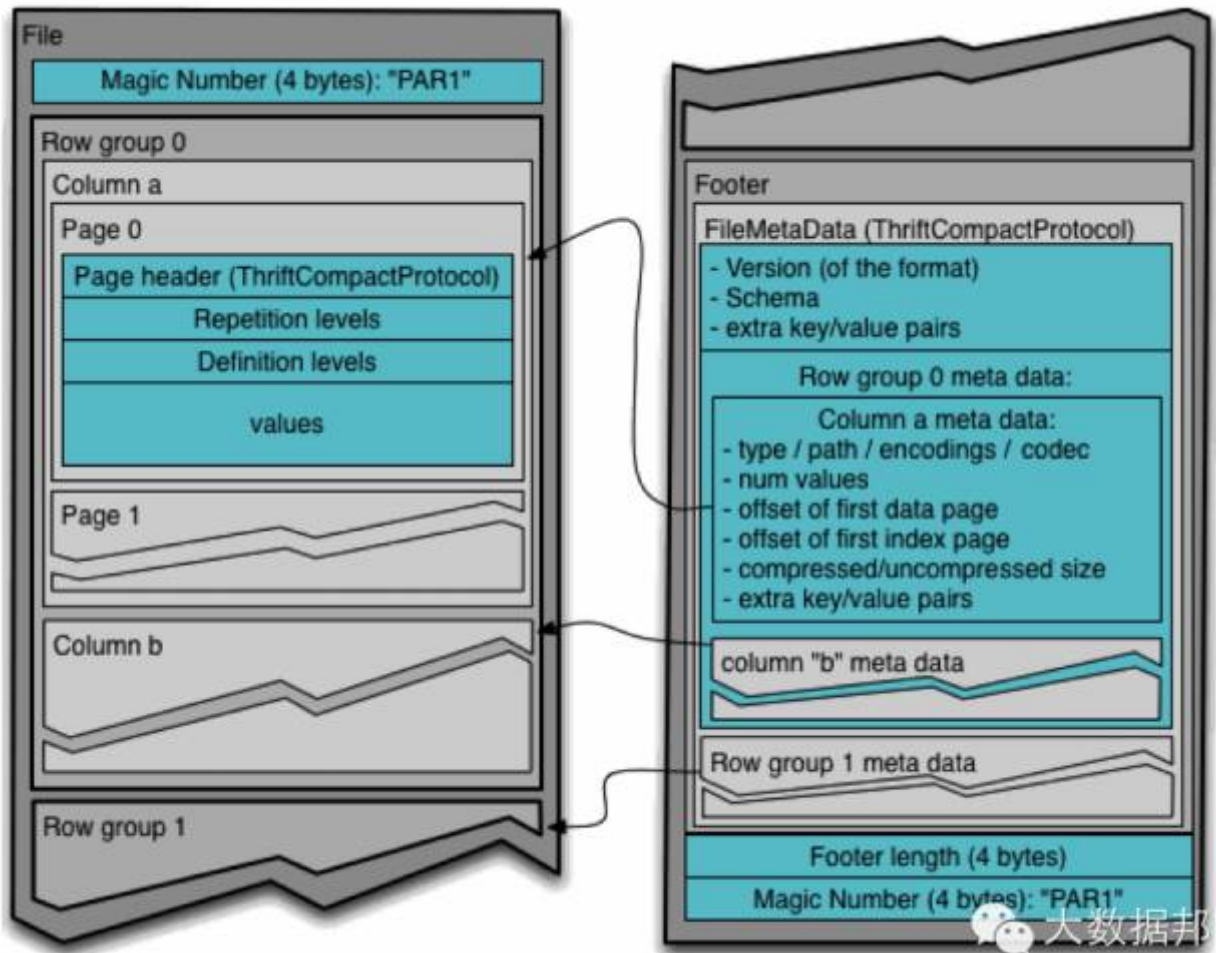 File
Magic Number (4 bytes): "PAR1"
Row group 0
Column a
Page 0
Page header (ThriftCompactProtocol)
Repetition levels
Definition levels
values
Page 1
Column b
Row group 1
Footer
FileMetaData (ThriftCompactProtocol)
- Version (of the format)
- Schema
- extra key/value pairs
Row group 0 meta data:
Column a meta data:
- type / path / encodings / codec
- num values
- offset of first data page
- offset of first index page
- compressed/uncompressed size
- extra key/value pairs
column "b" meta data
Row group 1 meta data
Footer length (4 bytes)
Magic Number (4 bytes): "PAR1"
大数据邦